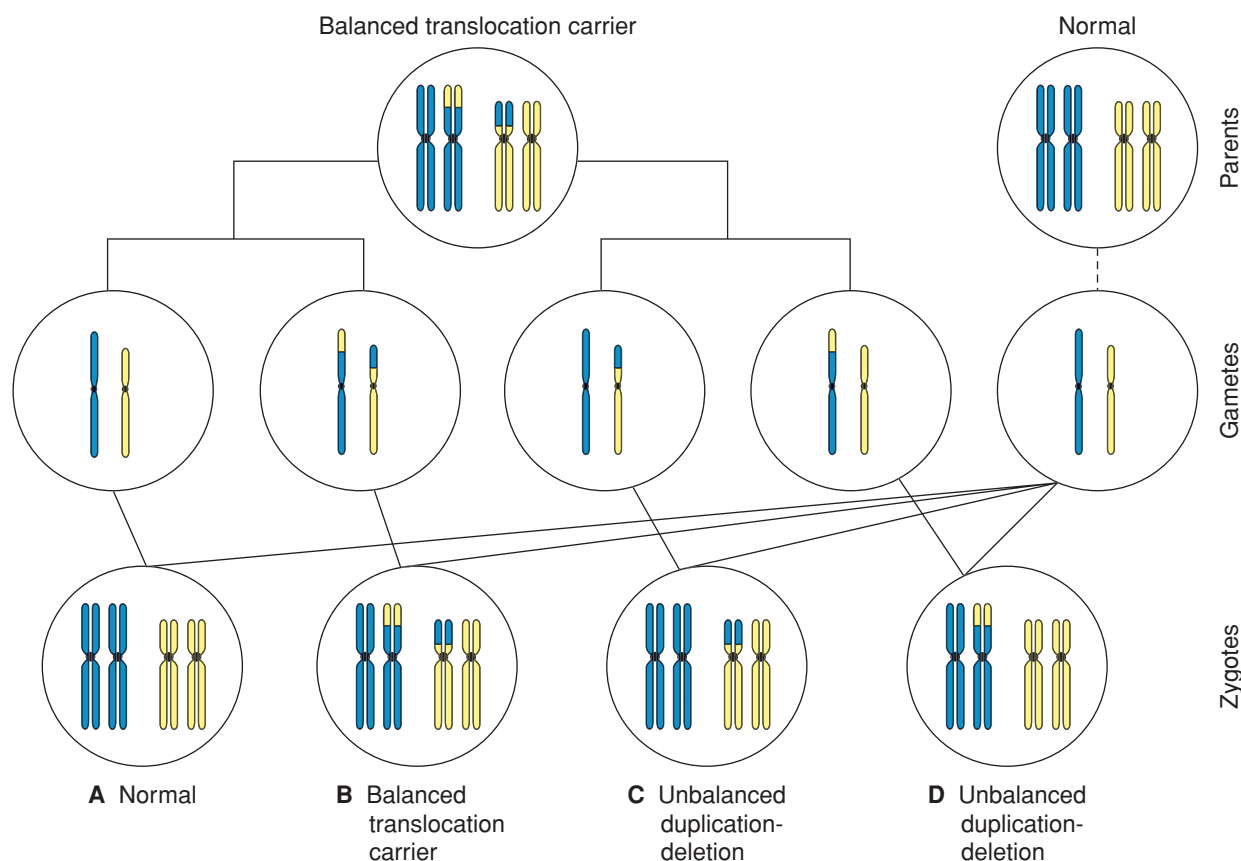 Balanced translocation carrier
Normal
Parents
Gametes
Zygotes
A Normal
B Balanced
translocation
carrier
C Unbalanced
duplication-
deletion
D Unbalanced
duplication-
deletion